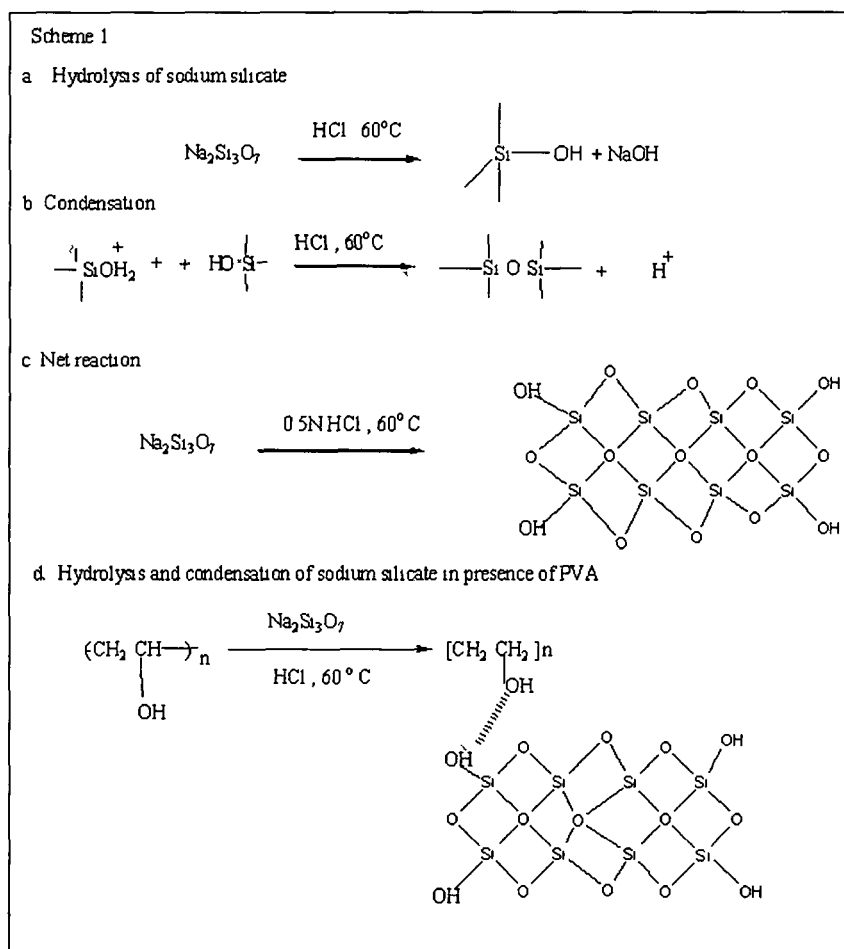 Scheme 1
a Hydrolysis of sodium silicate
Na₂Si₃O₇
HCl 60°C
Si
OH + NaOH
b Condensation
SiOH₂
+
+ + HO Si
HCl, 60°C
Si O Si
+ H⁺
c Net reaction
Na₂Si₃O₇
0 5N HCl, 60°C
O O O O
OH OH
Si Si Si Si
O O O O O
Si Si Si Si
OH OH
O O O
d. Hydrolysis and condensation of sodium silicate in presence of PVA
(CH₂ CH)n
OH
Na₂Si₃O₇
HCl, 60°C
[CH₂ CH₂]n
OH
OH OH
O O O
Si Si Si Si
O O O O O
Si Si Si Si
OH OH
O O O